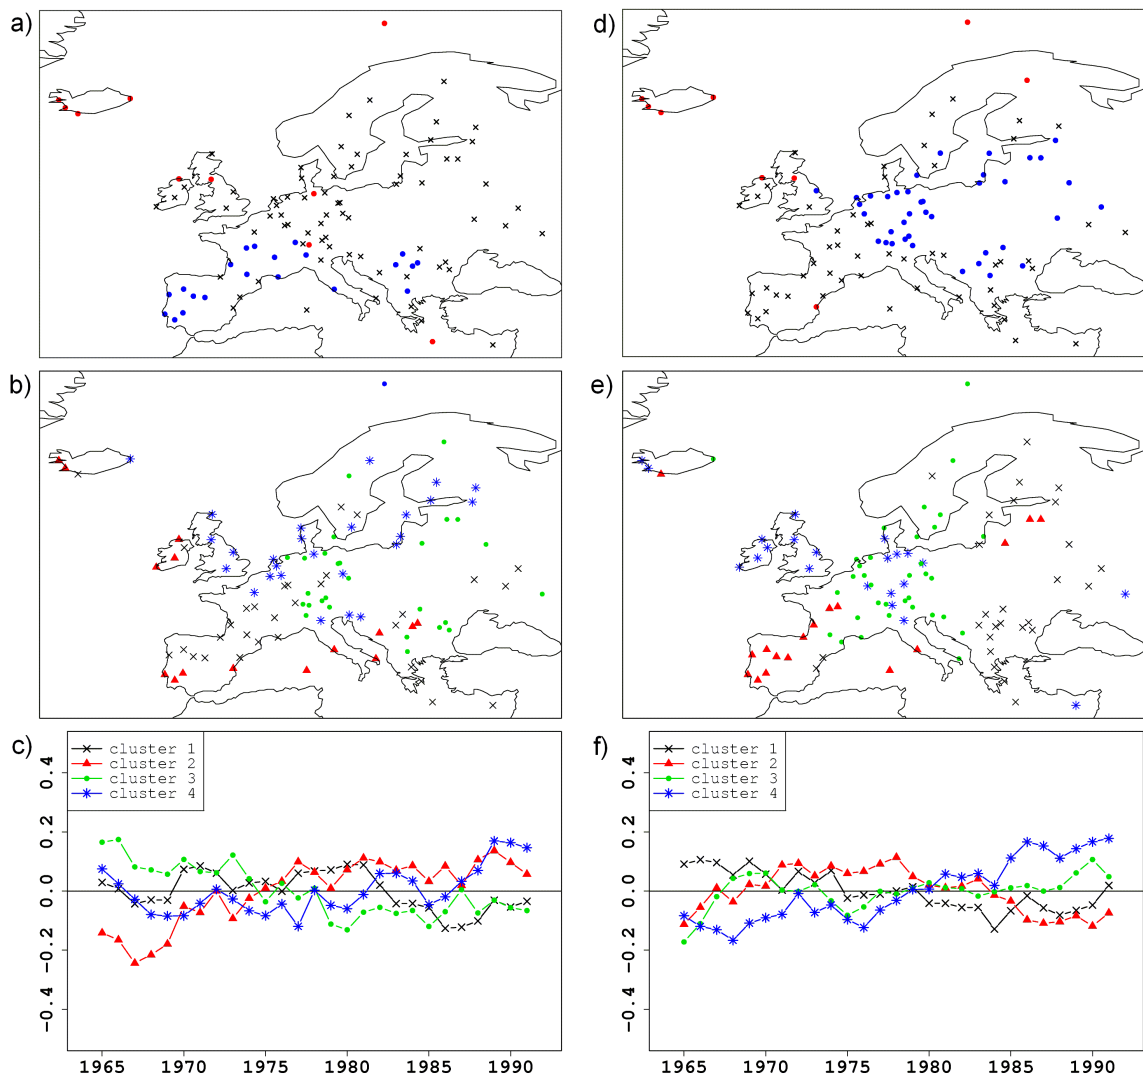 a)
d)
b)
e)
c)
cluster 1
cluster 2
cluster 3
cluster 4
0.4
0.2
0.0
-0.2
-0.4
1965 1970 1975 1980 1985 1990
f)
cluster 1
cluster 2
cluster 3
cluster 4
0.4
0.2
0.0
-0.2
-0.4
1965 1970 1975 1980 1985 1990